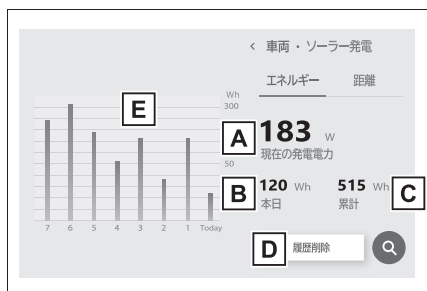 < 車両・ソーラー発電
エネルギー 距離
Wh
300
50
E
7 6 5 4 3 2 1 Today
A
183 W
現在の発電電力
B
120 Wh
本日
515 Wh
累計
C
D
履歴削除